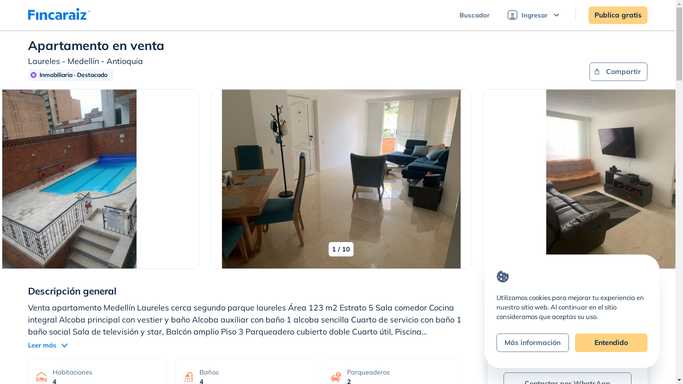 Fincaraiz
Buscador
Ingresar
Publica gratis
Apartamento en venta
Laureles - Medellín - Antioquia
Inmobiliaria · Destacado
Compartir
1 / 10
Descripción general
Venta apartamento Medellín Laureles cerca segundo parque laureles Área 123 m2 Estrato 5 Sala comedor Cocina
integral Alcoba principal con vestier y baño Alcoba auxiliar con baño 1 alcoba sencilla Cuarto de servicio con baño 1
baño social Sala de televisión y star, Balcón amplio Piso 3 Parqueadero cubierto doble Cuarto útil, Piscina...
Leer más
Habitaciones
4
Baños
4
Parqueaderos
2
Utilizamos cookies para mejorar tu experiencia en
nuestro sitio web. Al continuar en el sitio
consideramos que aceptas su uso.
Más información
Entendido
Contactar por WhatsApp